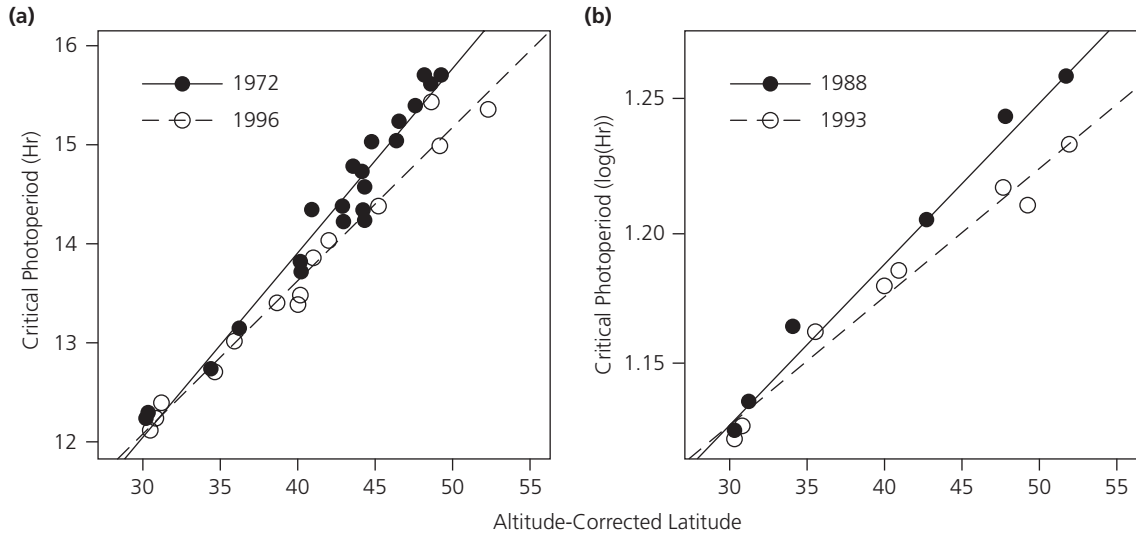 (a)
16
15
14
13
12
Critical Photoperiod (Hr)
1972
1996
30 35 40 45 50 55
(b)
1.25
1.20
1.15
Critical Photoperiod (log(Hr))
1988
1993
30 35 40 45 50 55
Altitude-Corrected Latitude